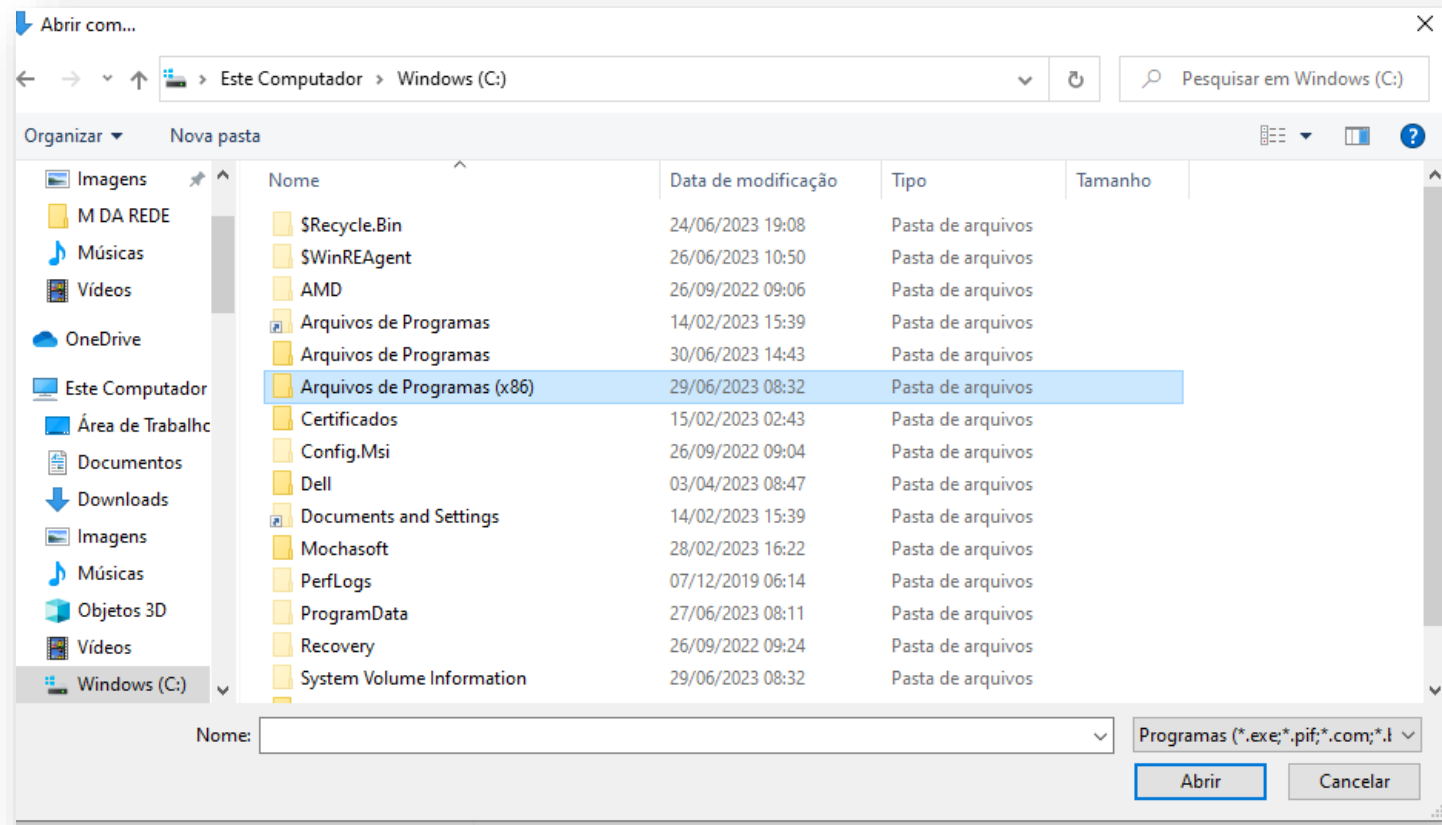 Abrir com...
Este Computador > Windows (C:)
Pesquisar em Windows (C:)
Organizar
Nova pasta
Imagens
M DA REDE
Músicas
Vídeos
OneDrive
Este Computador
Área de Trabalho
Documentos
Downloads
Imagens
Músicas
Objetos 3D
Vídeos
Windows (C:)
Nome Data de modificação Tipo Tamanho
$Recycle.Bin 24/06/2023 19:08 Pasta de arquivos
$WinREAgent 26/06/2023 10:50 Pasta de arquivos
AMD 26/09/2022 09:06 Pasta de arquivos
Arquivos de Programas 14/02/2023 15:39 Pasta de arquivos
Arquivos de Programas 30/06/2023 14:43 Pasta de arquivos
Arquivos de Programas (x86) 29/06/2023 08:32 Pasta de arquivos
Certificados 15/02/2023 02:43 Pasta de arquivos
Config.Msi 26/09/2022 09:04 Pasta de arquivos
Dell 03/04/2023 08:47 Pasta de arquivos
Documents and Settings 14/02/2023 15:39 Pasta de arquivos
Mochasoft 28/02/2023 16:22 Pasta de arquivos
PerfLogs 07/12/2019 06:14 Pasta de arquivos
ProgramData 27/06/2023 08:11 Pasta de arquivos
Recovery 26/09/2022 09:24 Pasta de arquivos
System Volume Information 29/06/2023 08:32 Pasta de arquivos
Nome:
Programas (*.exe;*.pif;*.com;*.b
Abrir
Cancelar